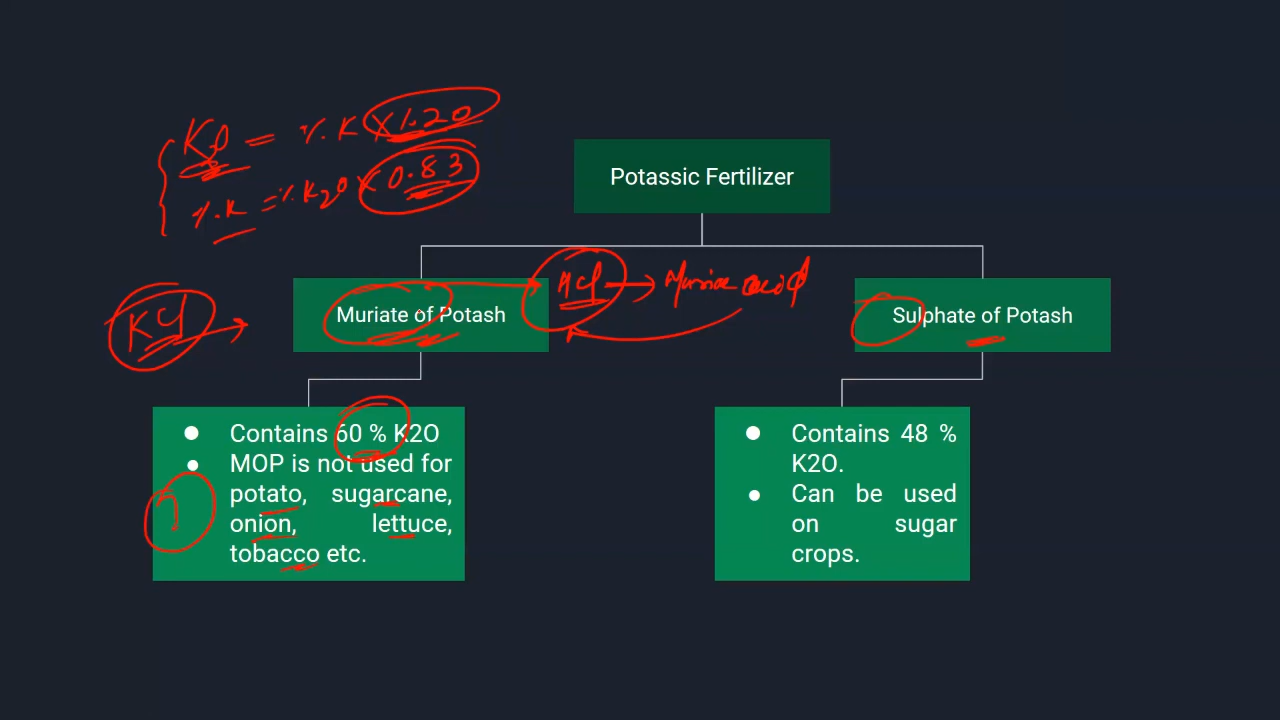 K2O = %.K X 1.20
%.K = %.K2O X 0.83
Potassic Fertilizer
KCl
Muriate of Potash
HCl
acid
Sulphate of Potash
● Contains 60 % K2O
● MOP is not used for
potato, sugarcane,
onion, lettuce,
tobacco etc.
● Contains 48 %
K2O.
● Can be used
on sugar
crops.